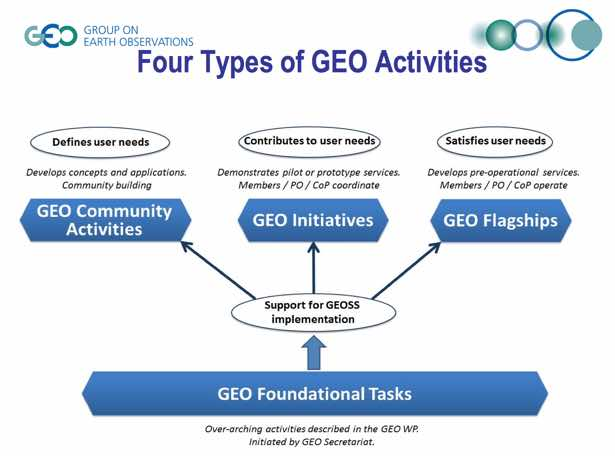 GEO GROUP ON
EARTH OBSERVATIONS
Four Types of GEO Activities
Defines user needs
Develops concepts and applications.
Community building
GEO Community
Activities
Contributes to user needs
Demonstrates pilot or prototype services.
Members / PO / CoP coordinate
GEO Initiatives
Satisfies user needs
Develops pre-operational services.
Members / PO / CoP operate
GEO Flagships
Support for GEOSS
implementation
GEO Foundational Tasks
Over-arching activities described in the GEO WP.
Initiated by GEO Secretariat.